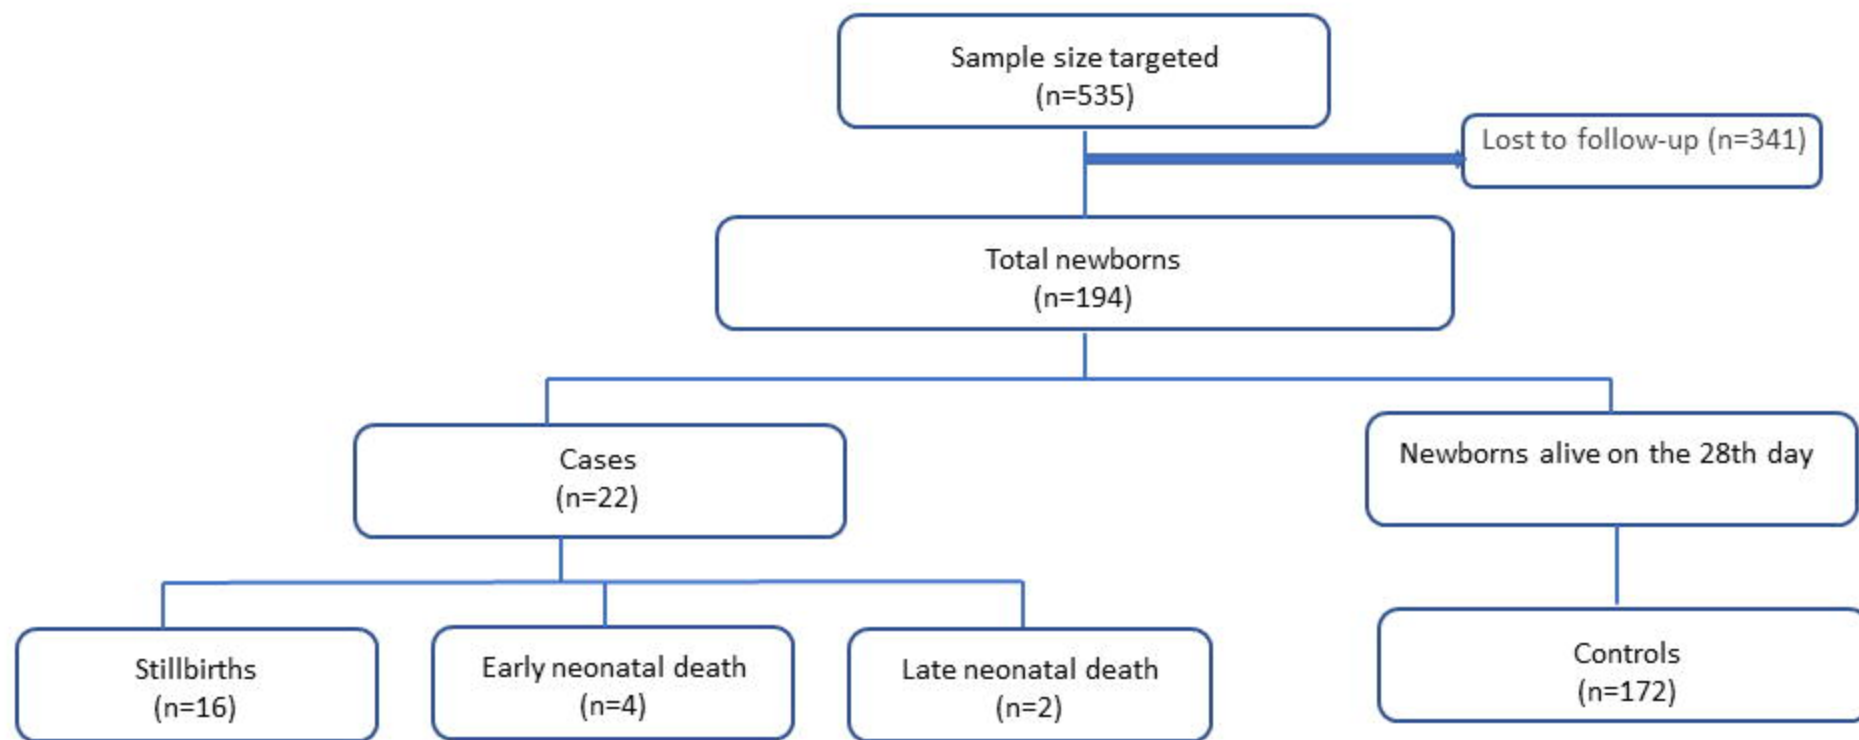 Sample size targeted
(n=535)
Lost to follow-up (n=341)
Total newborns
(n=194)
Cases
(n=22)
Newborns alive on the 28th day
Stillbirths
(n=16)
Early neonatal death
(n=4)
Late neonatal death
(n=2)
Controls
(n=172)